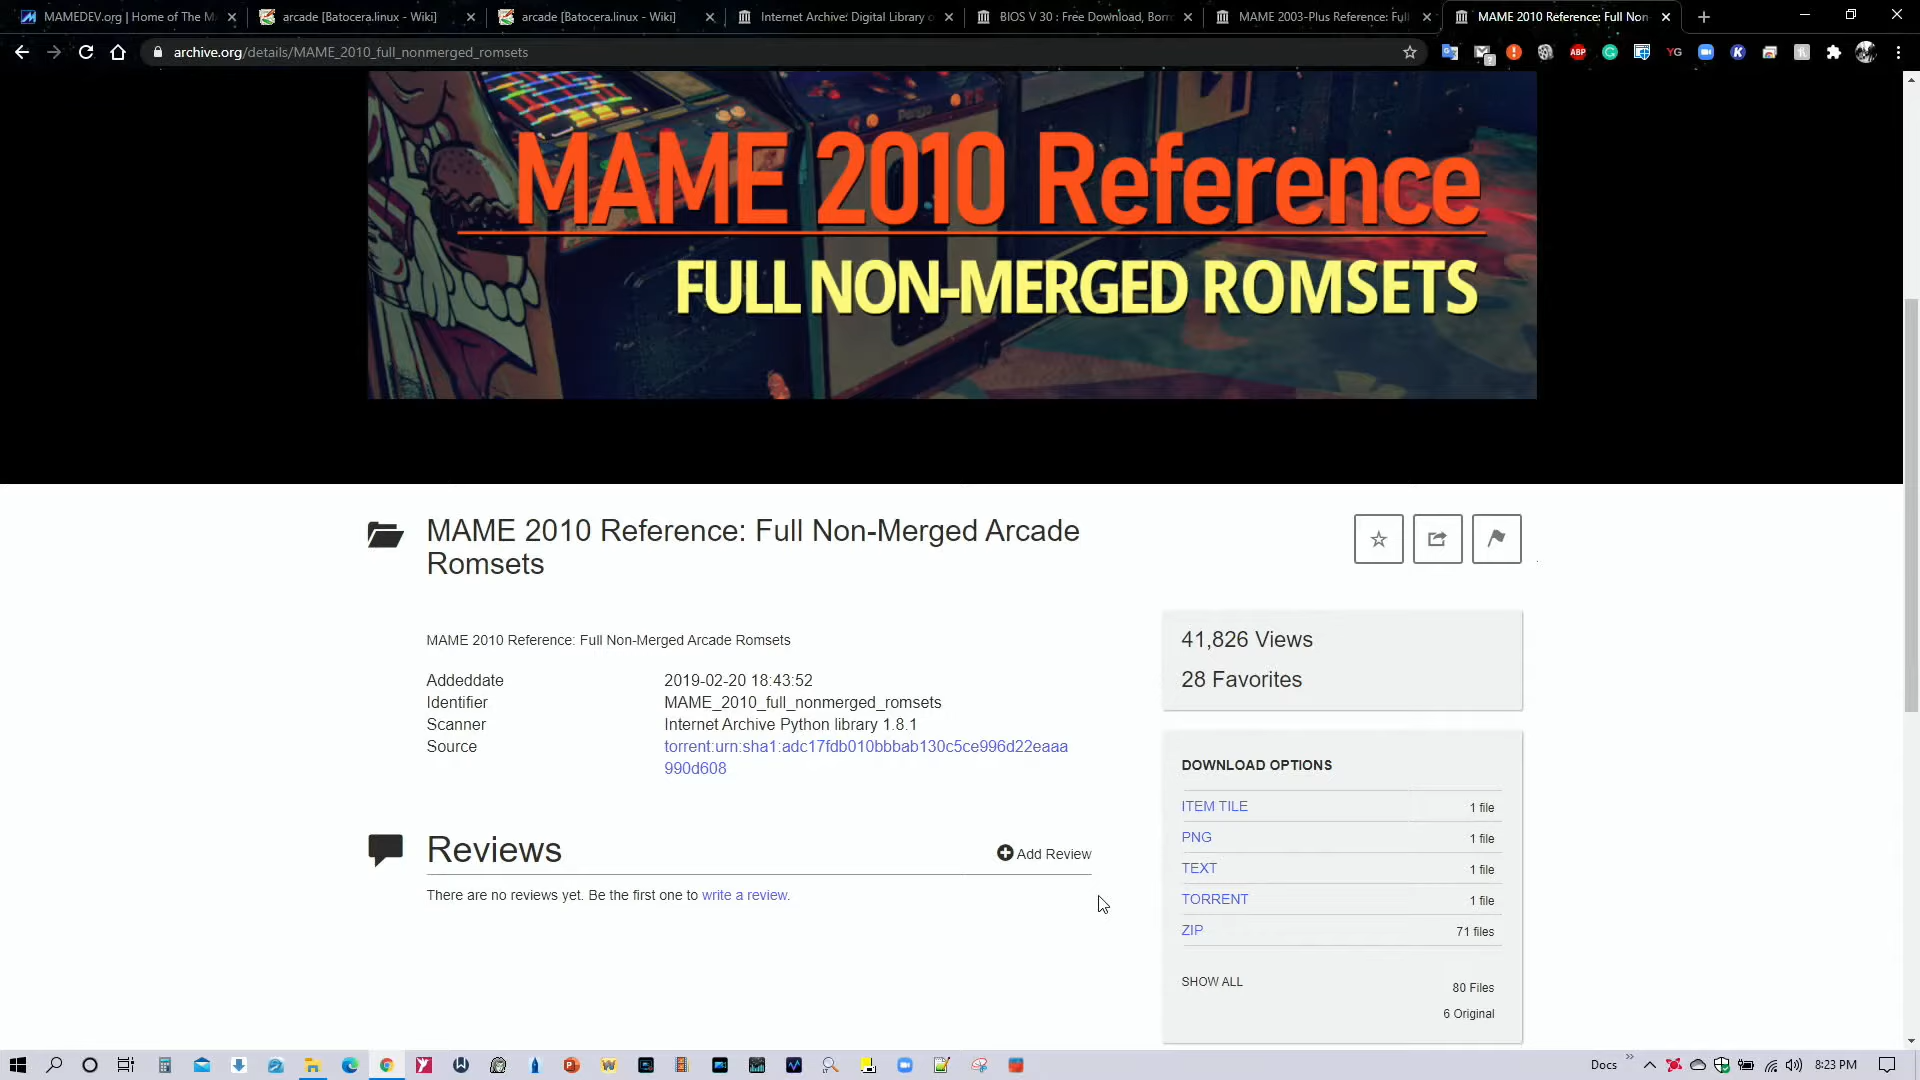 MAMEDEV.org | Home of The M
arcade [Batocera.linux - Wiki]
arcade [Batocera.linux - Wiki]
Internet Archive: Digital Library o
BIOS V 30 : Free Download, Borr
MAME 2003-Plus Reference: Full
MAME 2010 Reference: Full Non
archive.org/details/MAME_2010_full_nonmerged_romsets
ABP
YG
MAME 2010 Reference
FULL NON-MERGED ROMSETS
MAME 2010 Reference: Full Non-Merged Arcade
Romsets
MAME 2010 Reference: Full Non-Merged Arcade Romsets
Addeddate 2019-02-20 18:43:52
Identifier MAME_2010_full_nonmerged_romsets
Scanner Internet Archive Python library 1.8.1
Source torrent:urn:sha1:adc17fdb010bbbab130c5ce996d22eaaa
990d608
Reviews
Add Review
There are no reviews yet. Be the first one to write a review.
41,826 Views
28 Favorites
DOWNLOAD OPTIONS
ITEM TILE 1 file
PNG 1 file
TEXT 1 file
TORRENT 1 file
ZIP 71 files
SHOW ALL 80 Files
6 Original
Docs
8:23 PM